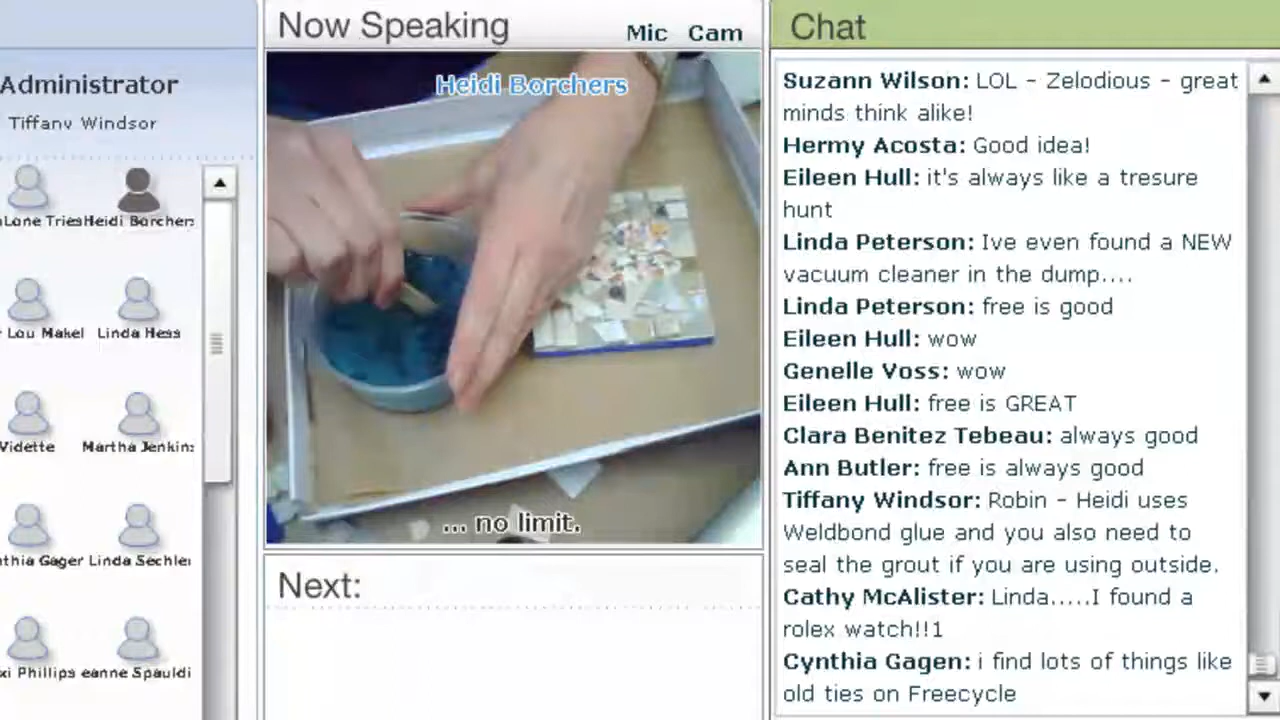 Administrator
Tiffany Windsor
Lone Tries
Heidi Borchers
Lou Makel
Linda Hess
Vidette
Martha Jenkin
thia Gager
Linda Sechle
xi Phillips
eanne Spauldi
Now Speaking
Mic
Cam
Heidi Borchers
... no limit.
Next:
Chat
Suzann Wilson: LOL - Zelodious - great
minds think alike!
Hermy Acosta: Good idea!
Eileen Hull: it's always like a tresure
hunt
Linda Peterson: Ive even found a NEW
vacuum cleaner in the dump....
Linda Peterson: free is good
Eileen Hull: wow
Genelle Voss: wow
Eileen Hull: free is GREAT
Clara Benitez Tebeau: always good
Ann Butler: free is always good
Tiffany Windsor: Robin - Heidi uses
Weldbond glue and you also need to
seal the grout if you are using outside.
Cathy McAlister: Linda.....I found a
rolex watch!!1
Cynthia Gagen: i find lots of things like
old ties on Freecycle